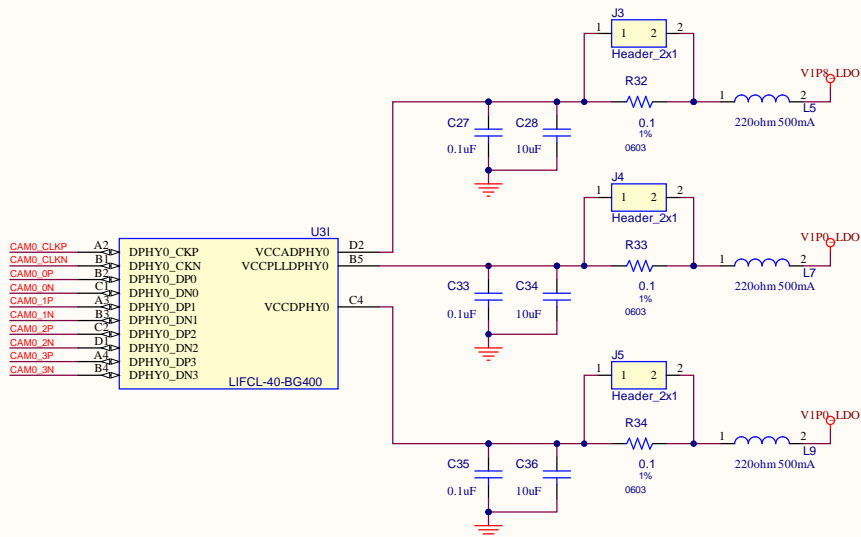 J3
1 1 2 2
Header_2x1
R32
V1P8_LDO
1 2
L5
0.1
1%
0603
220ohm 500mA
C27
0.1uF
C28
10uF
J4
1 1 2 2
Header_2x1
R33
V1P0_LDO
1 2
L7
0.1
1%
0603
220ohm 500mA
C33
0.1uF
C34
10uF
U3I
CAM0_CLKP A2 DPHY0_CKP VCCADPHY0 D2
CAM0_CLKN B1 DPHY0_CKN VCCPLLDPHY0 B5
CAM0_0P B2 DPHY0_DP0
CAM0_0N C1 DPHY0_DN0
CAM0_1P A3 DPHY0_DP1 VCCDPHY0 C4
CAM0_1N B3 DPHY0_DN1
CAM0_2P C2 DPHY0_DP2
CAM0_2N D1 DPHY0_DN2
CAM0_3P A4 DPHY0_DP3
CAM0_3N B4 DPHY0_DN3
LIFCL-40-BG400
J5
1 1 2 2
Header_2x1
R34
V1P0_LDO
1 2
L9
0.1
1%
0603
220ohm 500mA
C35
0.1uF
C36
10uF